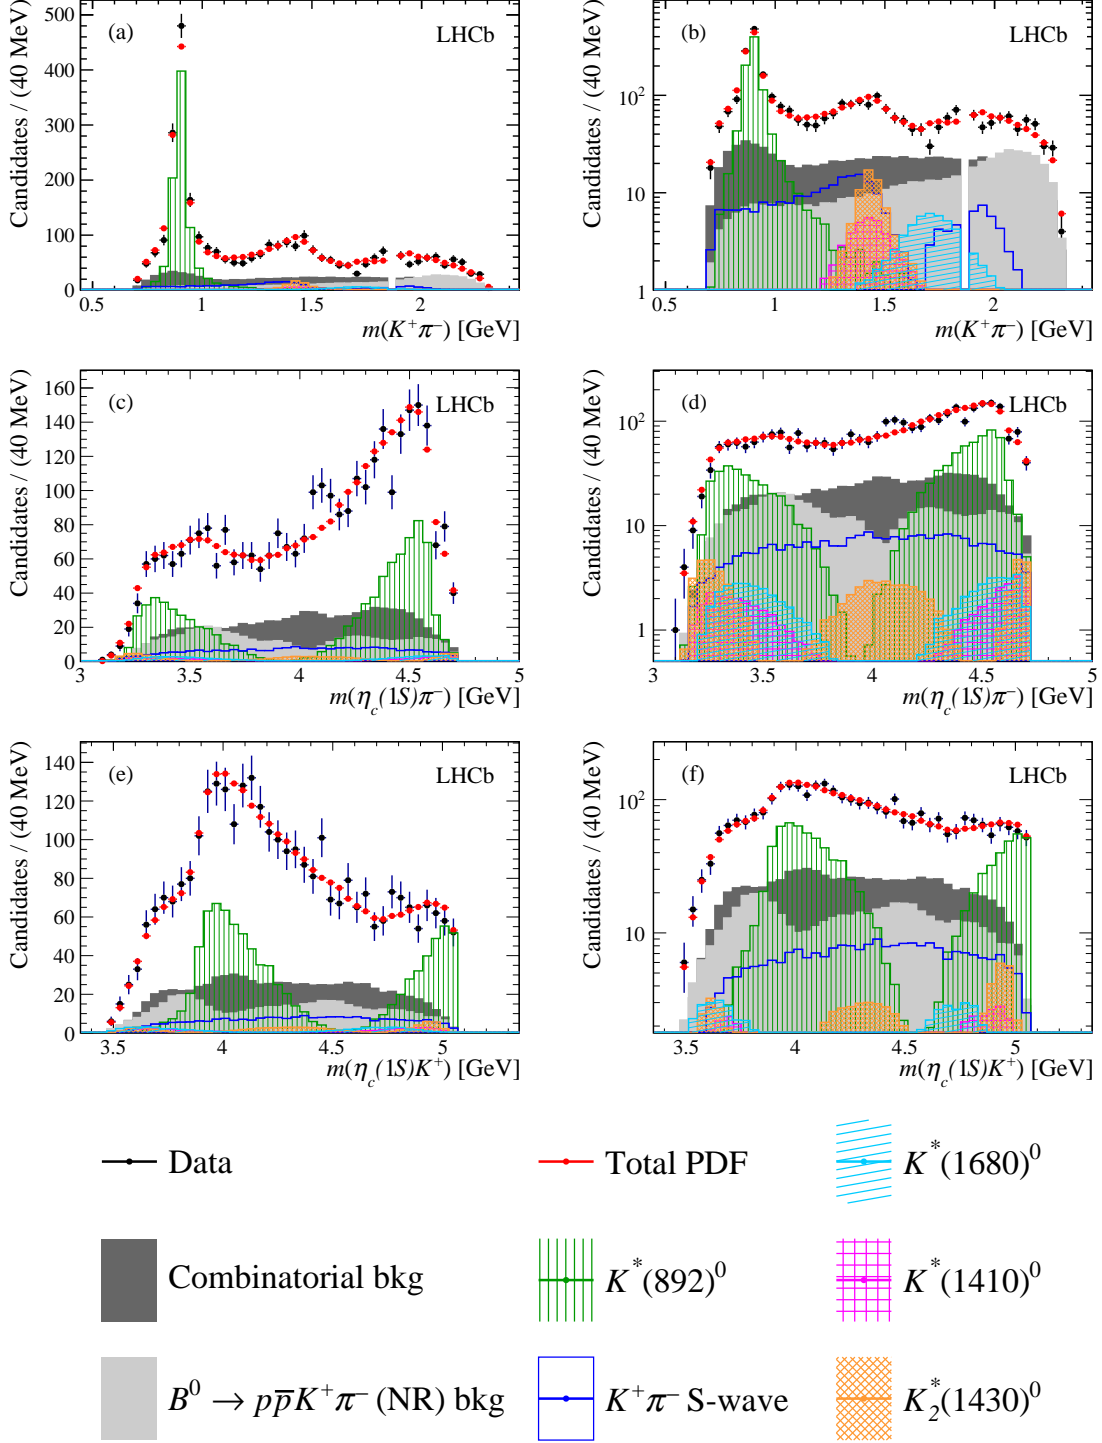 (a) LHCb
Candidates / (40 MeV)
500
400
300
200
100
0
0.5 1 1.5 2
m(K⁺π⁻) [GeV]
(b) LHCb
Candidates / (40 MeV)
10²
10
1
0.5 1 1.5 2
m(K⁺π⁻) [GeV]
(c) LHCb
Candidates / (40 MeV)
160
140
120
100
80
60
40
20
0
3 3.5 4 4.5 5
m(η_c(1S)π⁻) [GeV]
(d) LHCb
Candidates / (40 MeV)
10²
10
1
3 3.5 4 4.5 5
m(η_c(1S)π⁻) [GeV]
(e) LHCb
Candidates / (40 MeV)
140
120
100
80
60
40
20
0
3.5 4 4.5 5
m(η_c(1S)K⁺) [GeV]
(f) LHCb
Candidates / (40 MeV)
10²
10
3.5 4 4.5 5
m(η_c(1S)K⁺) [GeV]
Data
Total PDF
K*(1680)⁰
Combinatorial bkg
K*(892)⁰
K*(1410)⁰
B⁰ → pp̅K⁺π⁻ (NR) bkg
K⁺π⁻ S-wave
K₂*(1430)⁰